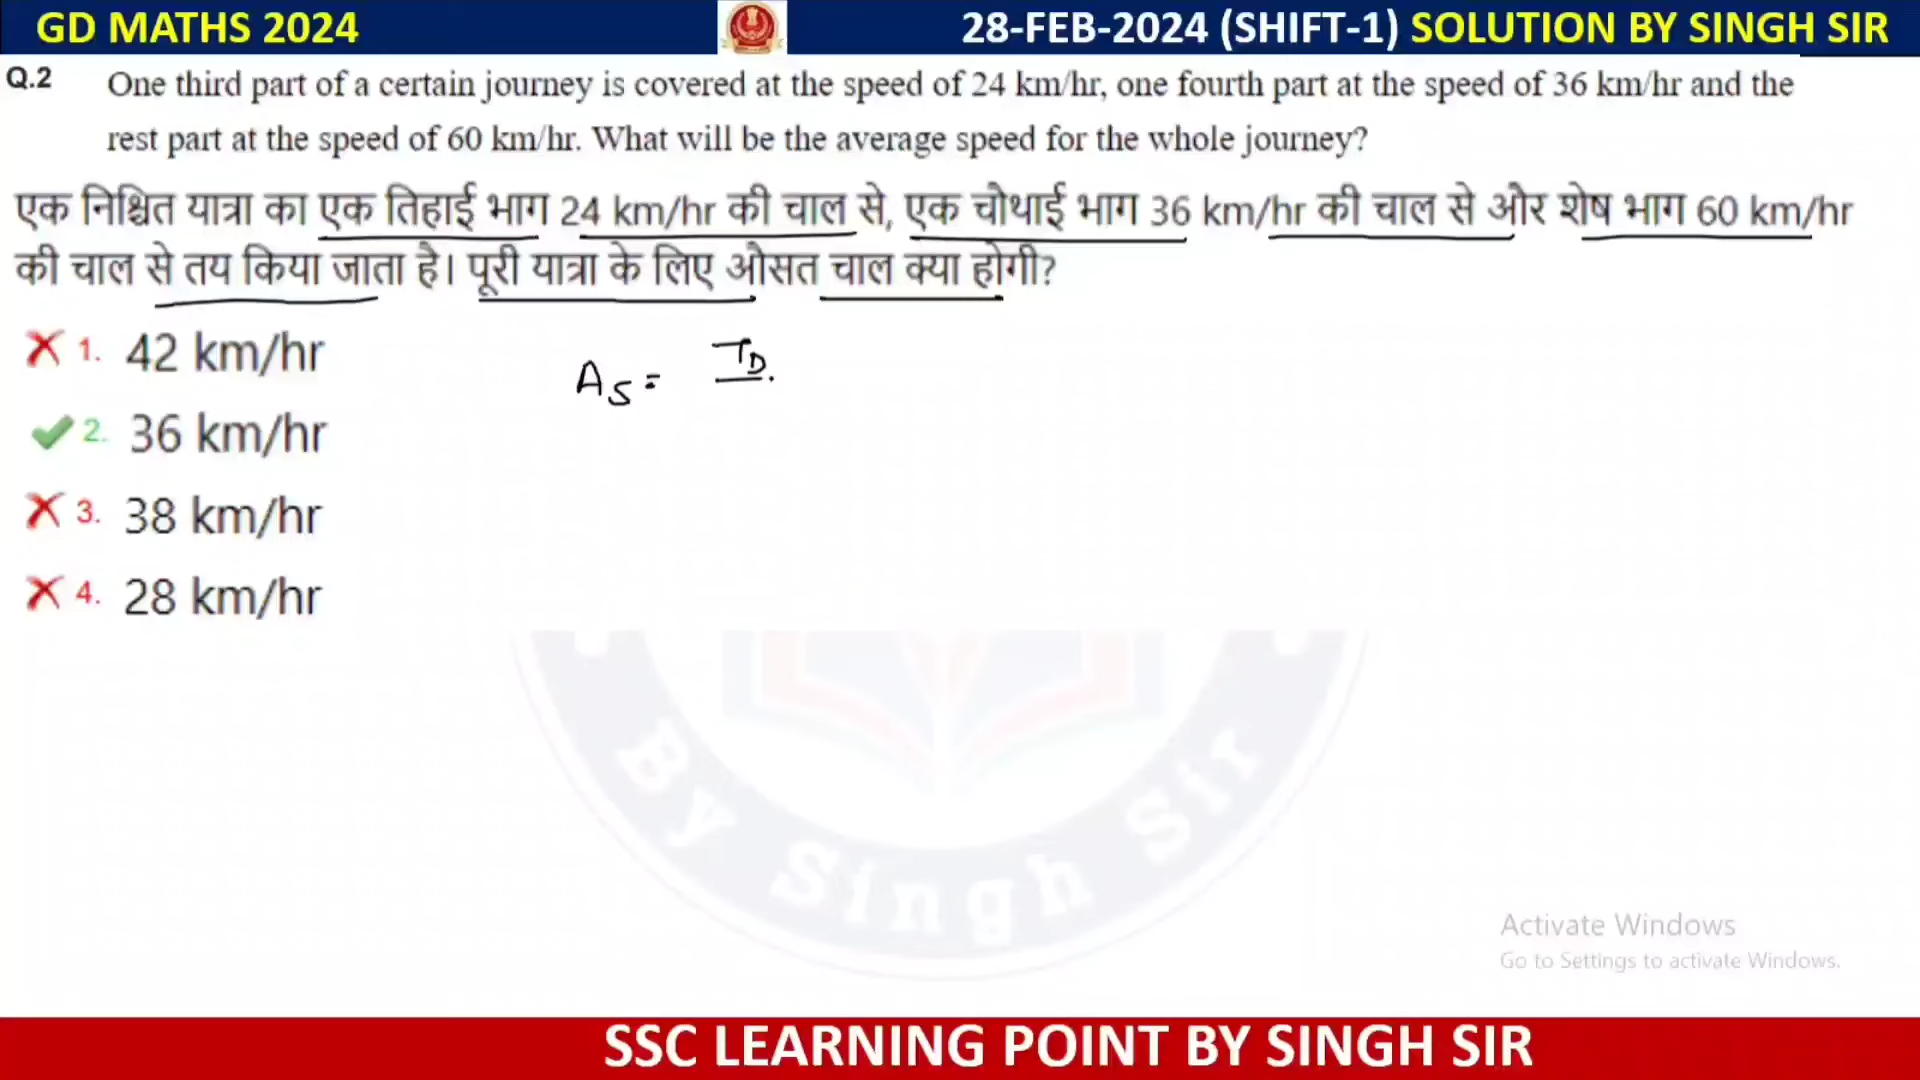 GD MATHS 2024
28-FEB-2024 (SHIFT-1) SOLUTION BY SINGH SIR
Q.2 One third part of a certain journey is covered at the speed of 24 km/hr, one fourth part at the speed of 36 km/hr and the
rest part at the speed of 60 km/hr. What will be the average speed for the whole journey?
एक निश्चित यात्रा का एक तिहाई भाग 24 km/hr की चाल से, एक चोथाई भाग 36 km/hr की चाल से और शेष भाग 60 km/hr
की चाल से तय किया जाता है। पूरी यात्रा के लिए औसत चाल क्या होगी?
1. 42 km/hr
AS = TD.
2. 36 km/hr
3. 38 km/hr
4. 28 km/hr
By Singh Sir
Activate Windows
Go to Settings to activate Windows.
SSC LEARNING POINT BY SINGH SIR